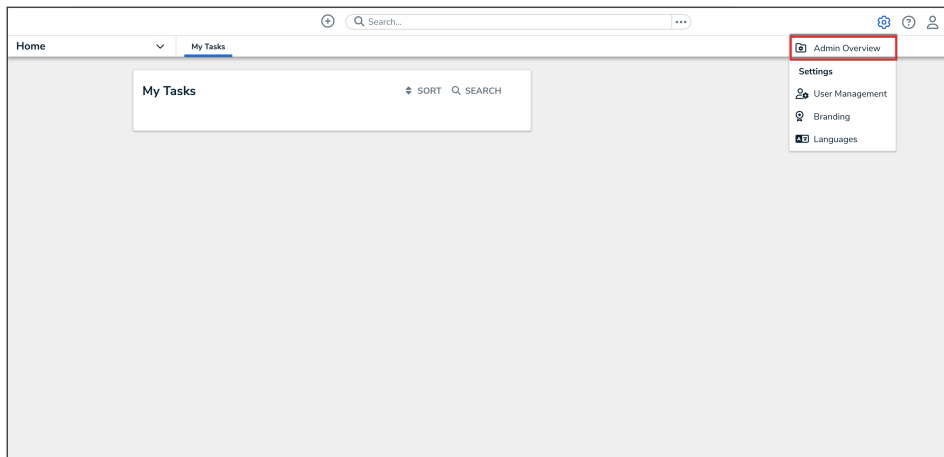 Search...
Home
My Tasks
Admin Overview
Settings
My Tasks
SORT
SEARCH
User Management
Branding
Languages